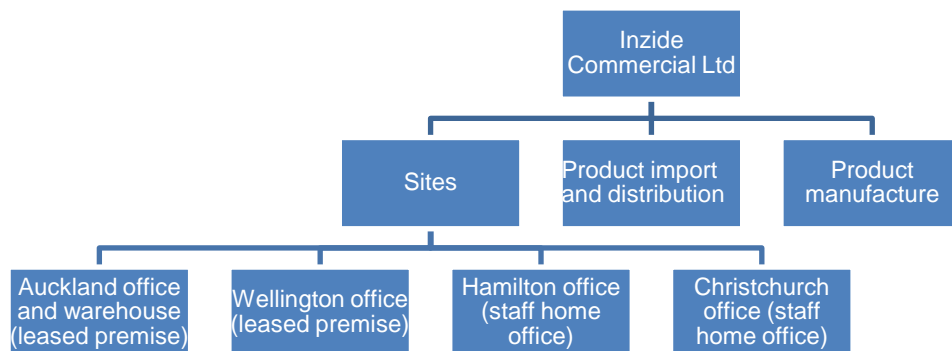 Inzide
Commercial Ltd
Sites
Product import
and distribution
Product
manufacture
Auckland office
and warehouse
(leased premise)
Wellington office
(leased premise)
Hamilton office
(staff home
office)
Christchurch
office (staff
home office)